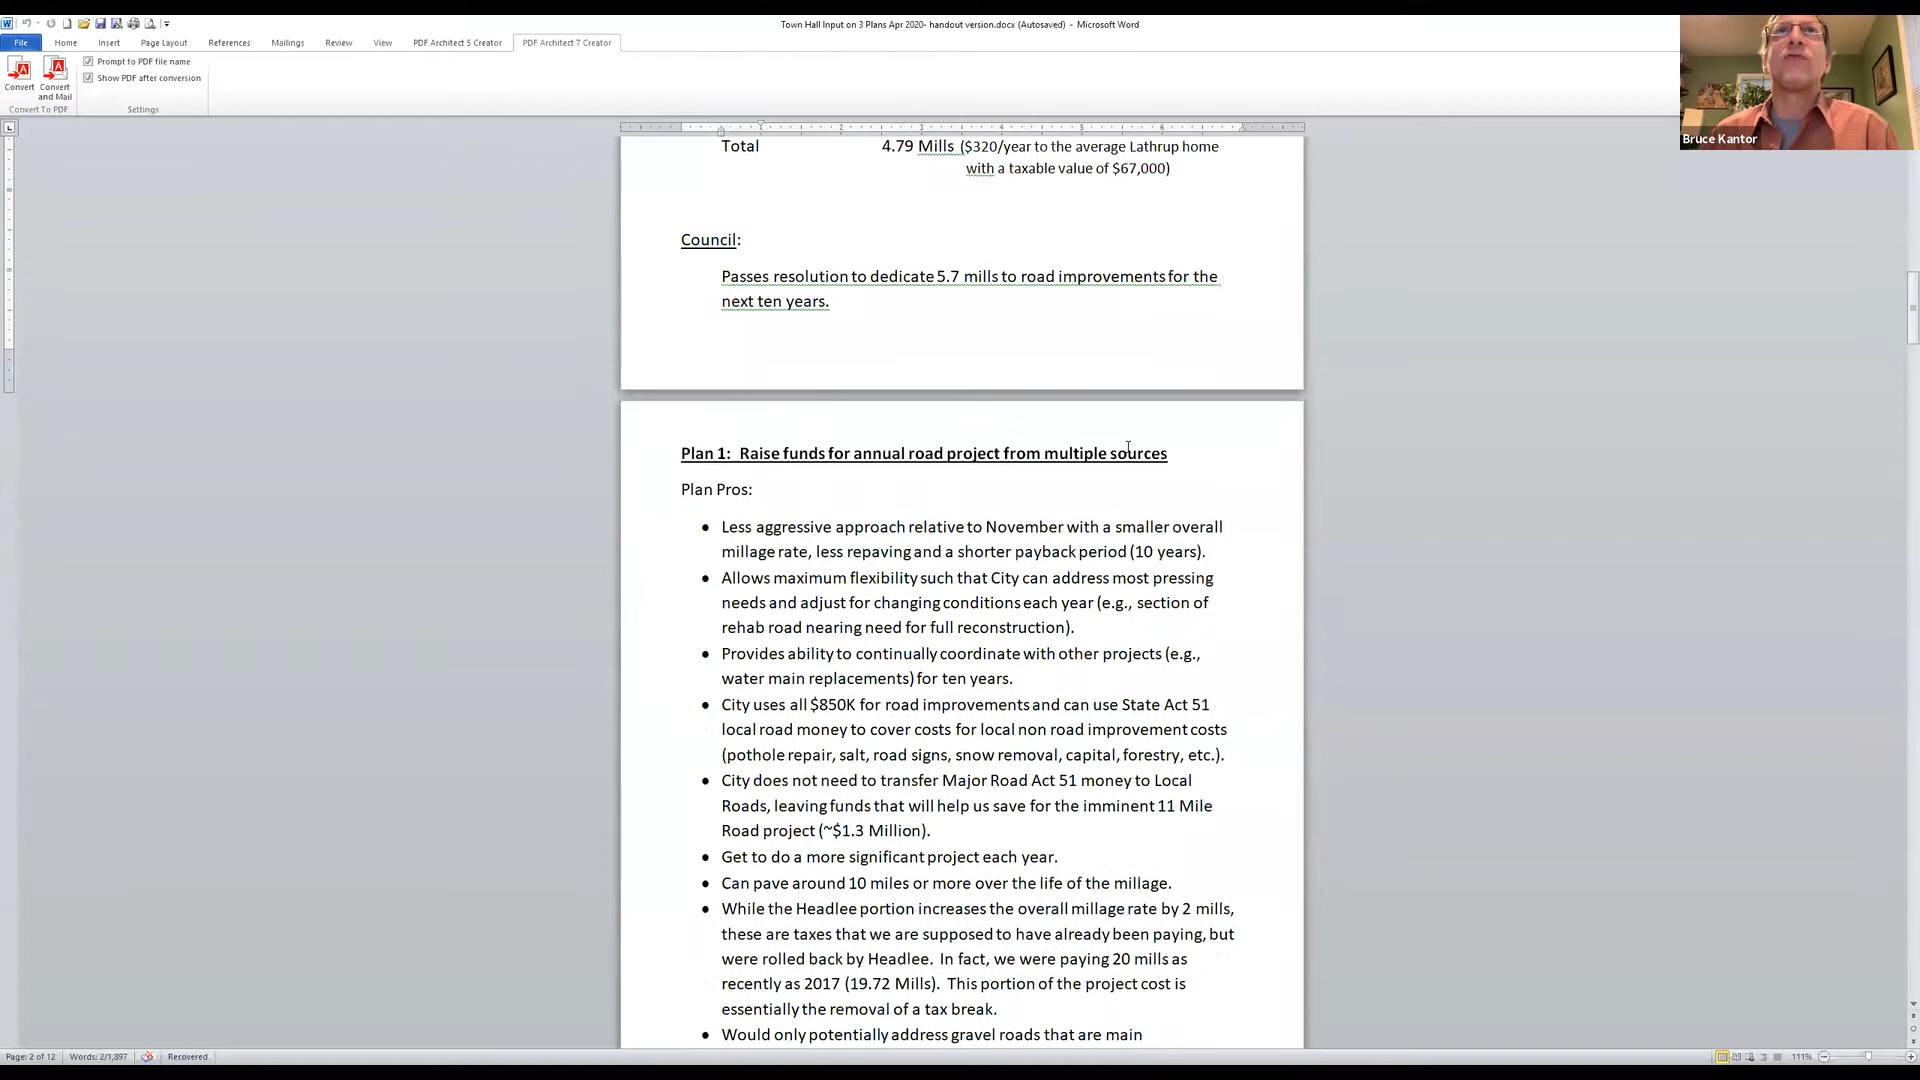 Town Hall Input on 3 Plans Apr 2020- handout version.docx (Autosaved) - Microsoft Word
File Home Insert Page Layout References Mailings Review View PDF Architect 5 Creator PDF Architect 7 Creator
Convert
Convert and Mail
Prompt to PDF file name
Show PDF after conversion
Convert To PDF
Settings
Bruce Kantor
Total 4.79 Mills ($320/year to the average Lathrup home
with a taxable value of $67,000)
Council:
Passes resolution to dedicate 5.7 mills to road improvements for the
next ten years.
Plan 1: Raise funds for annual road project from multiple sources
Plan Pros:
• Less aggressive approach relative to November with a smaller overall
millage rate, less repaving and a shorter payback period (10 years).
• Allows maximum flexibility such that City can address most pressing
needs and adjust for changing conditions each year (e.g., section of
rehab road nearing need for full reconstruction).
• Provides ability to continually coordinate with other projects (e.g.,
water main replacements) for ten years.
• City uses all $850K for road improvements and can use State Act 51
local road money to cover costs for local non road improvement costs
(pothole repair, salt, road signs, snow removal, capital, forestry, etc.).
• City does not need to transfer Major Road Act 51 money to Local
Roads, leaving funds that will help us save for the imminent 11 Mile
Road project (~$1.3 Million).
• Get to do a more significant project each year.
• Can pave around 10 miles or more over the life of the millage.
• While the Headlee portion increases the overall millage rate by 2 mills,
these are taxes that we are supposed to have already been paying, but
were rolled back by Headlee. In fact, we were paying 20 mills as
recently as 2017 (19.72 Mills). This portion of the project cost is
essentially the removal of a tax break.
• Would only potentially address gravel roads that are main
Page: 2 of 12 Words: 2/1,897 Recovered 111%